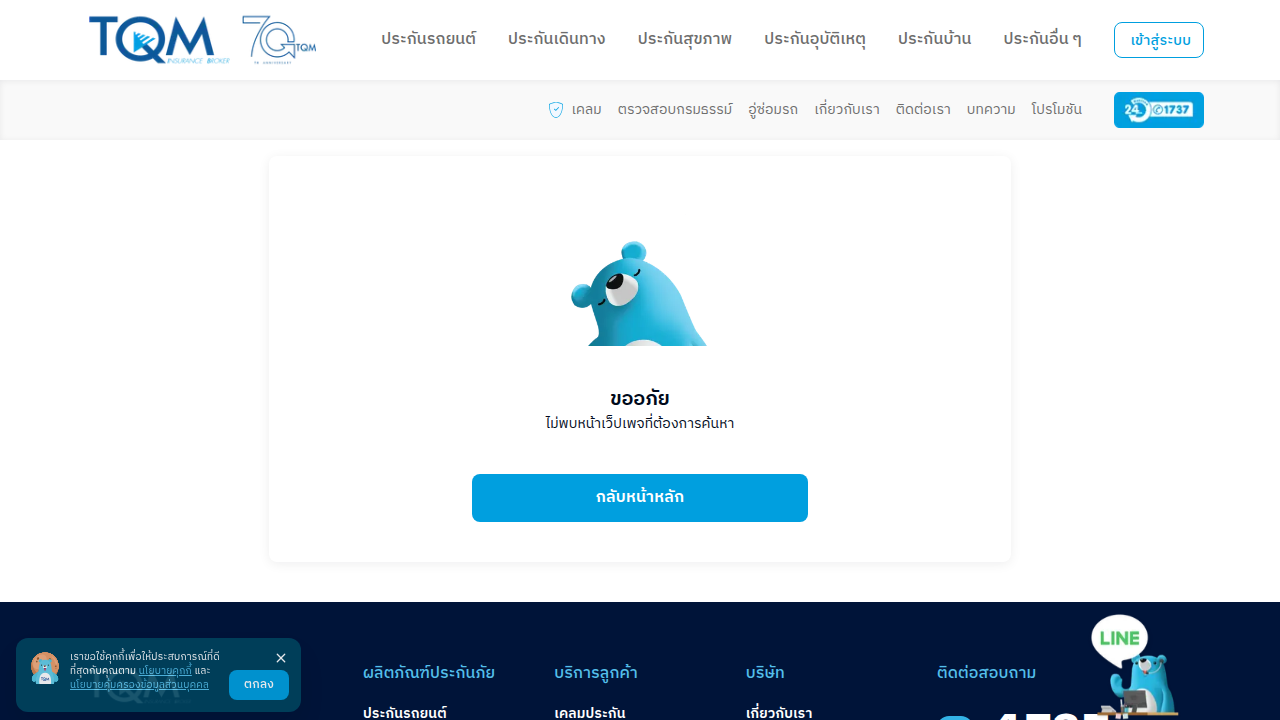 TQM
INSURANCE BROKER
TQM
ประกันรถยนต์
ประกันเดินทาง
ประกันสุขภาพ
ประกันอุบัติเหตุ
ประกันบ้าน
ประกันอื่น ๆ
เข้าสู่ระบบ
เคลม
ตรวจสอบกรมธรรม์
อู่ซ่อมรถ
เกี่ยวกับเรา
ติดต่อเรา
บทความ
โปรโมชัน
24 1737
ขออภัย
ไม่พบหน้าเว็ปเพจที่ต้องการค้นหา
กลับหน้าหลัก
LINE
เราขอใช้คุกกี้เพื่อให้ประสบการณ์ที่ดี
ที่สุดกับคุณตาม นโยบายคุกกี้ และ
นโยบายคุ้มครองข้อมูลส่วนบุคคล
ตกลง
ผลิตภัณฑ์ประกันภัย
บริการลูกค้า
บริษัท
ติดต่อสอบถาม
ประกันรถยนต์
เคลมประกัน
เกี่ยวกับเรา